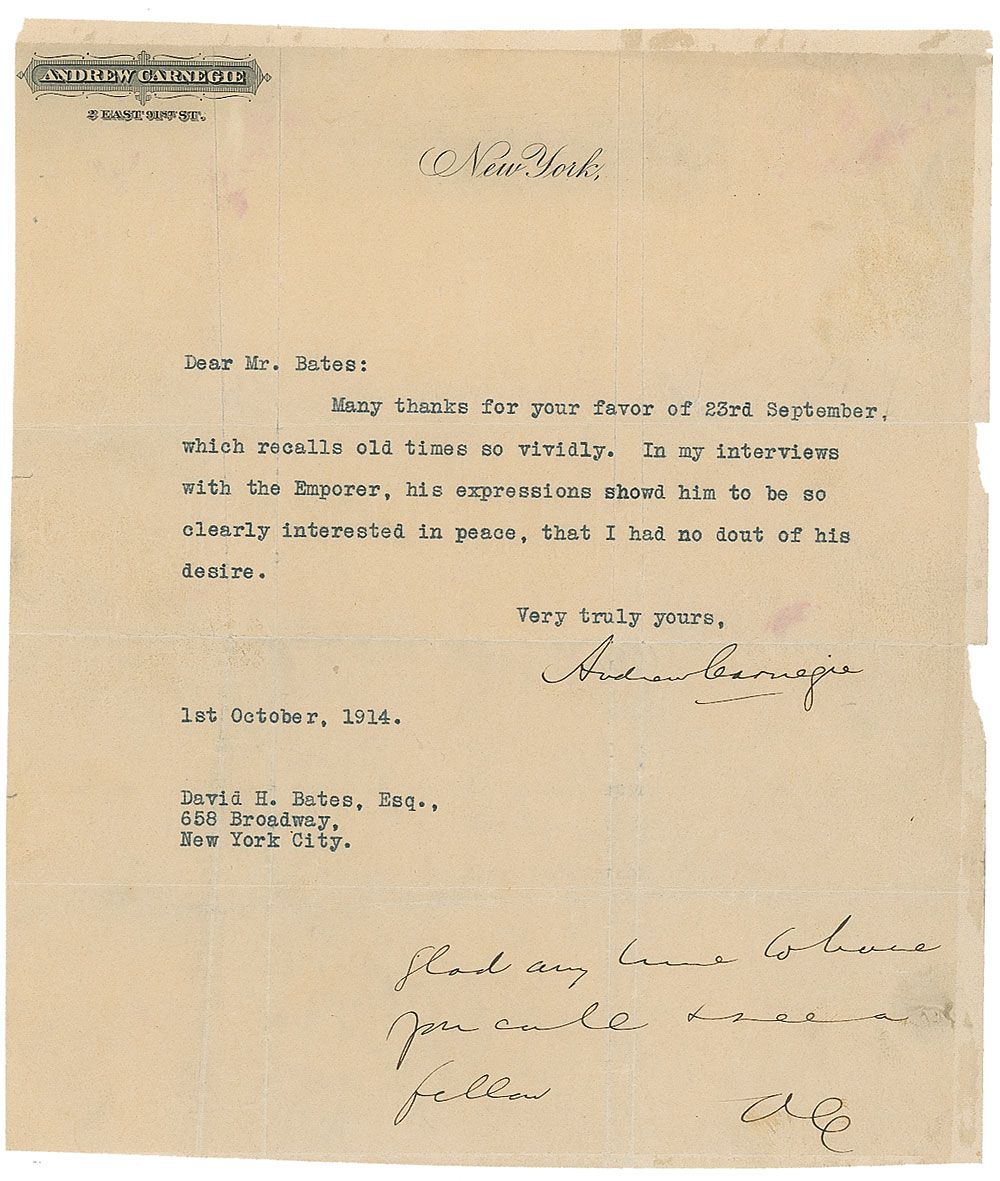 ANDREW CARNEGIE
2 EAST 91ST ST.
New York,
Dear Mr. Bates:
Many thanks for your favor of 23rd September,
which recalls old times so vividly. In my interviews
with the Emporer, his expressions showd him to be so
clearly interested in peace, that I had no dout of his
desire.
Very truly yours,
Andrew Carnegie
1st October, 1914.
David H. Bates, Esq.,
658 Broadway,
New York City.
glad any time to have
you call & see a
fellow
AC